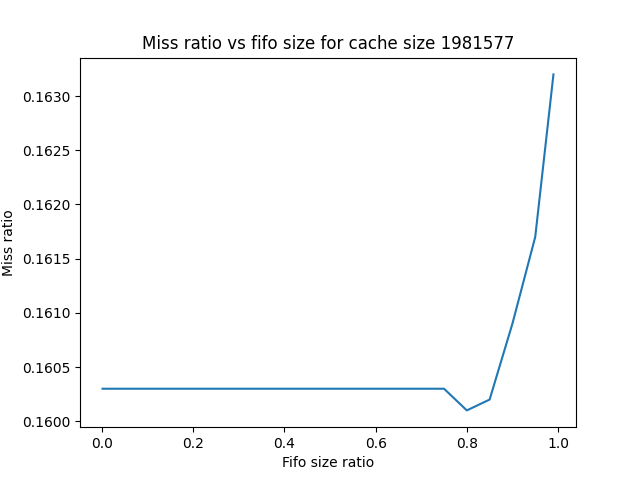 Miss ratio vs fifo size for cache size 1981577
Miss ratio
0.1630
0.1625
0.1620
0.1615
0.1610
0.1605
0.1600
0.0 0.2 0.4 0.6 0.8 1.0
Fifo size ratio